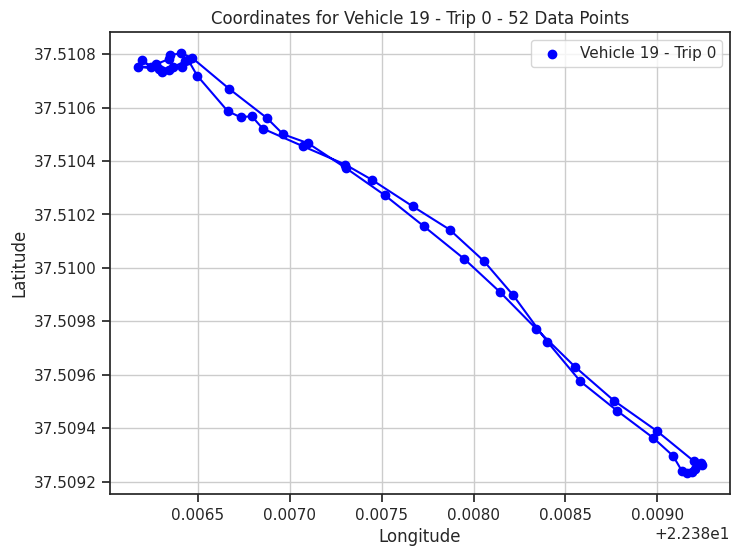 Coordinates for Vehicle 19 - Trip 0 - 52 Data Points
Vehicle 19 - Trip 0
37.5108
37.5106
37.5104
37.5102
37.5100
37.5098
37.5096
37.5094
37.5092
Latitude
0.0065 0.0070 0.0075 0.0080 0.0085 0.0090
+2.238e1
Longitude